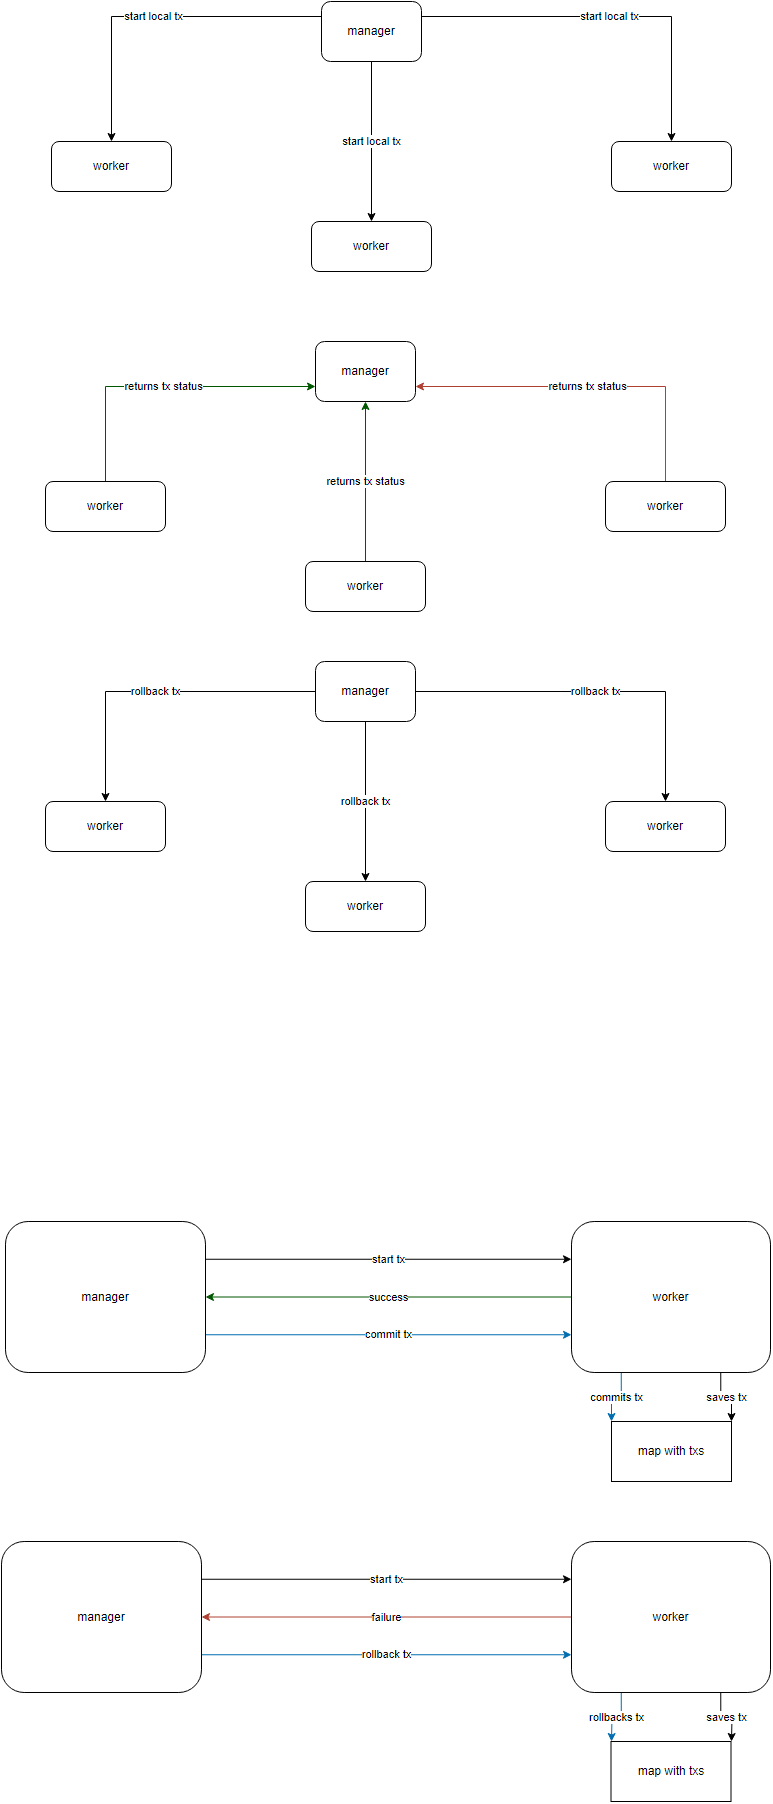 start local tx
manager
start local tx
start local tx
worker
worker
worker
manager
returns tx status
returns tx status
returns tx status
worker
worker
worker
manager
rollback tx
rollback tx
rollback tx
worker
worker
worker
start tx
manager
success
worker
commit tx
commits tx
saves tx
map with txs
start tx
manager
failure
worker
rollback tx
rollbacks tx
saves tx
map with txs